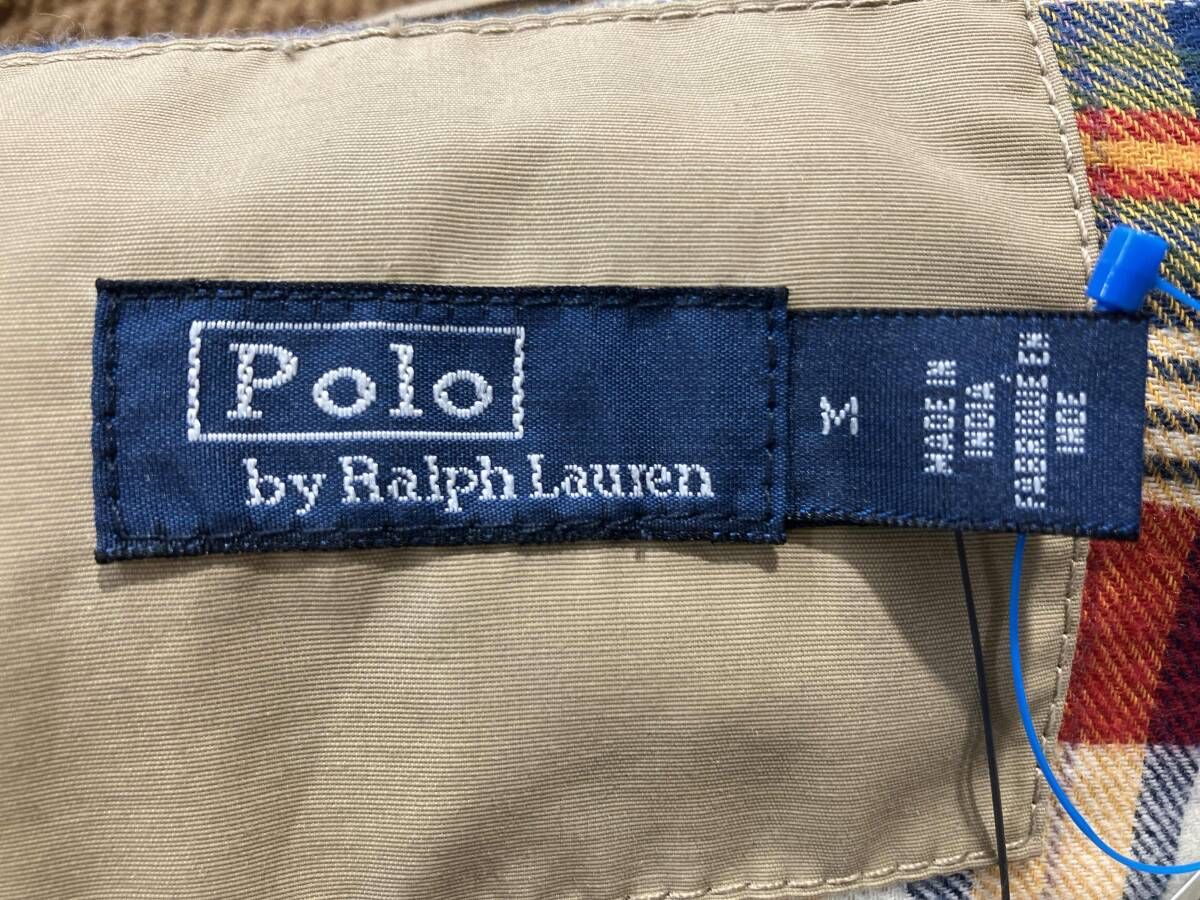 Polo
by Ralph Lauren
M
MADE IN
INDIA
FABRIQUE EN
INDE